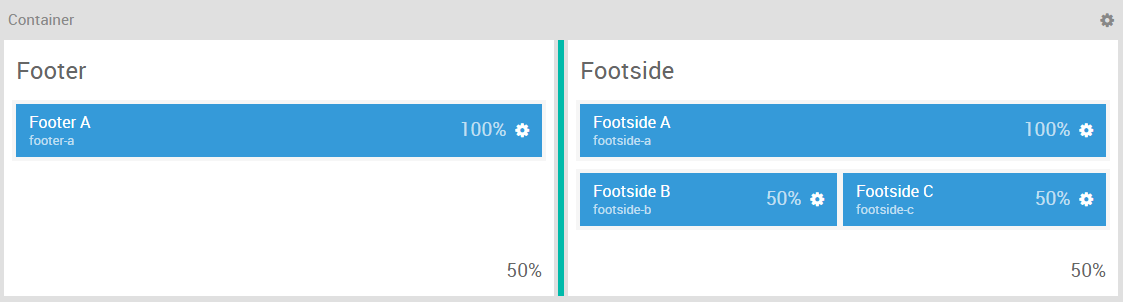 Container
Footer
Footer A
footer-a
100%
50%
Footside
Footside A
footside-a
100%
Footside B
footside-b
50%
Footside C
footside-c
50%
50%